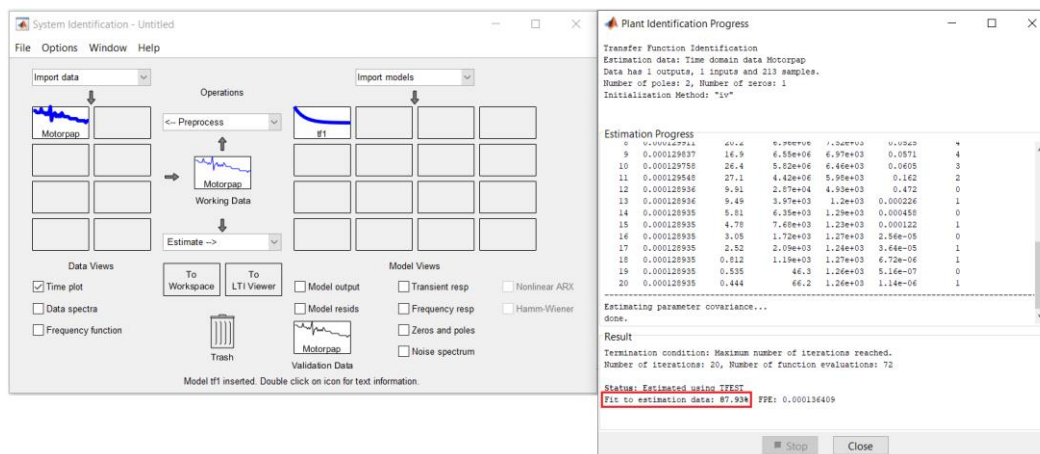 System Identification - Untitled
File Options Window Help
Import data
Import models
Operations
Motorpap
<-- Preprocess
tf1
Motorpap
Working Data
Estimate -->
Data Views
Time plot
Data spectra
Frequency function
To Workspace
To LTI Viewer
Trash
Model Views
Model output
Transient resp
Nonlinear ARX
Model resids
Frequency resp
Hamm-Wiener
Motorpap
Validation Data
Zeros and poles
Noise spectrum
Model tf1 inserted. Double click on icon for text information.
Plant Identification Progress
Transfer Function Identification
Estimation data: Time domain data Motorpap
Data has 1 outputs, 1 inputs and 213 samples.
Number of poles: 2, Number of zeros: 1
Initialization Method: "iv"
Estimation Progress
9 0.000129837 16.9 6.55e+06 6.97e+03 0.0571 4
10 0.000129758 26.4 5.82e+06 6.46e+03 0.0605 3
11 0.000129548 27.1 4.42e+06 5.98e+03 0.162 2
12 0.000128936 9.91 2.87e+04 4.93e+03 0.472 0
13 0.000128936 9.49 3.97e+03 1.2e+03 0.000226 1
14 0.000128935 5.81 6.35e+03 1.29e+03 0.000458 0
15 0.000128935 4.78 7.68e+03 1.23e+03 0.000122 1
16 0.000128935 3.05 1.72e+03 1.27e+03 2.56e-05 0
17 0.000128935 2.52 2.09e+03 1.24e+03 3.64e-05 1
18 0.000128935 0.812 1.19e+03 1.27e+03 6.72e-06 1
19 0.000128935 0.535 46.3 1.26e+03 5.16e-07 0
20 0.000128935 0.444 66.2 1.26e+03 1.14e-06 1
Estimating parameter covariance...
done.
Result
Termination condition: Maximum number of iterations reached.
Number of iterations: 20, Number of function evaluations: 72
Status: Estimated using TFEST
Fit to estimation data: 87.93% FPE: 0.000136409
Stop
Close